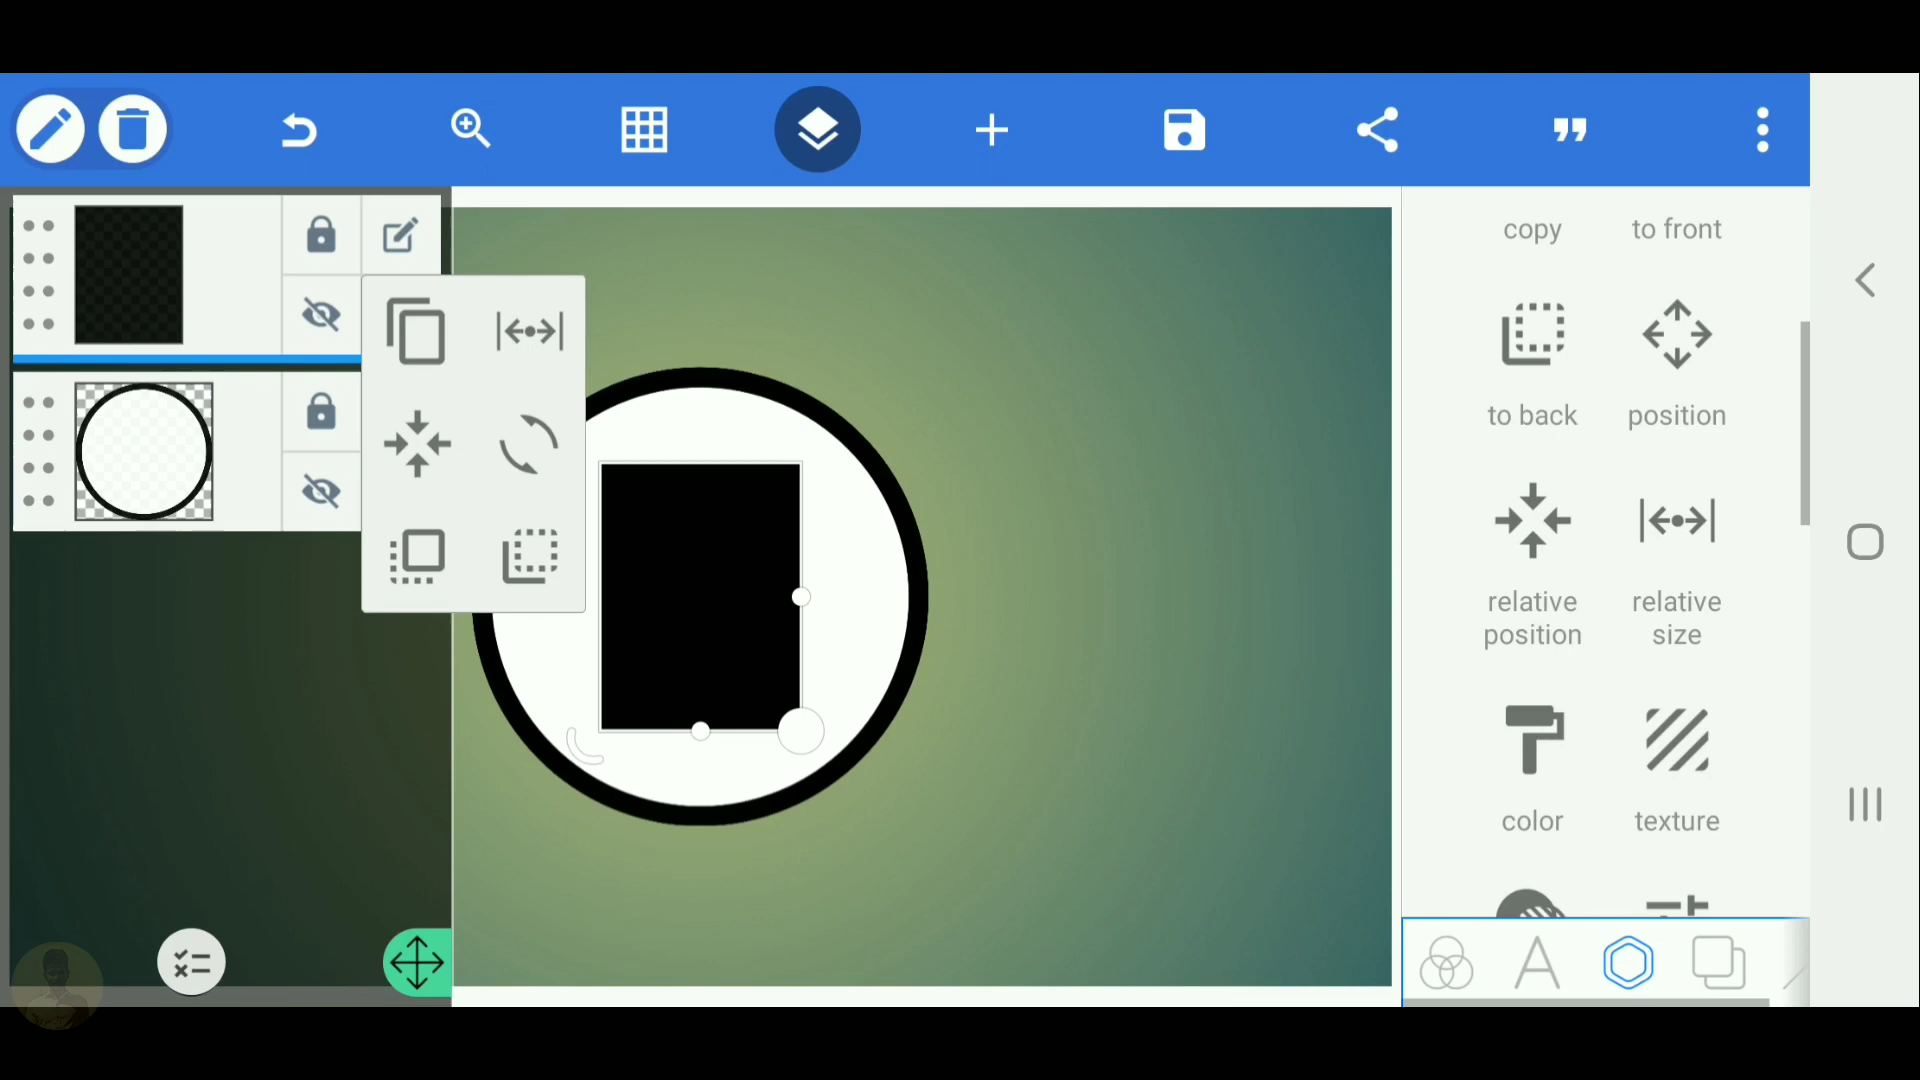 copy
to front
to back
position
relative
position
relative
size
color
texture